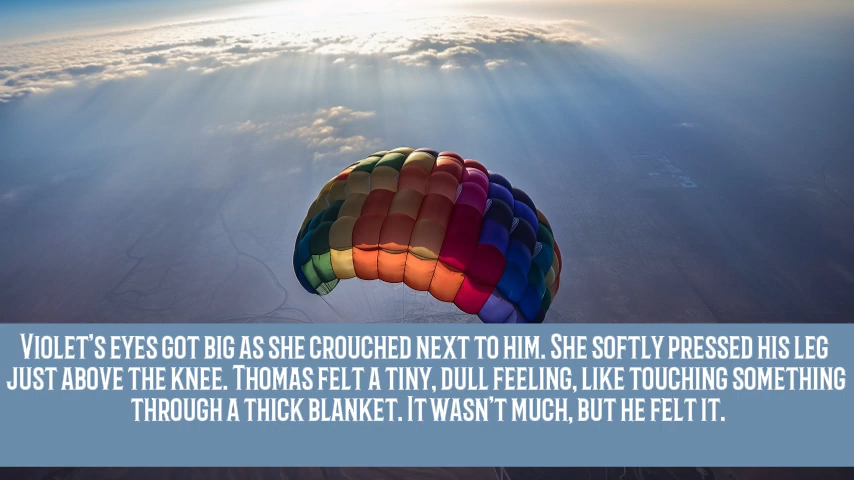 Violet's eyes got big as she crouched next to him. She softly pressed his leg
just above the knee. Thomas felt a tiny, dull feeling, like touching something
through a thick blanket. It wasn't much, but he felt it.